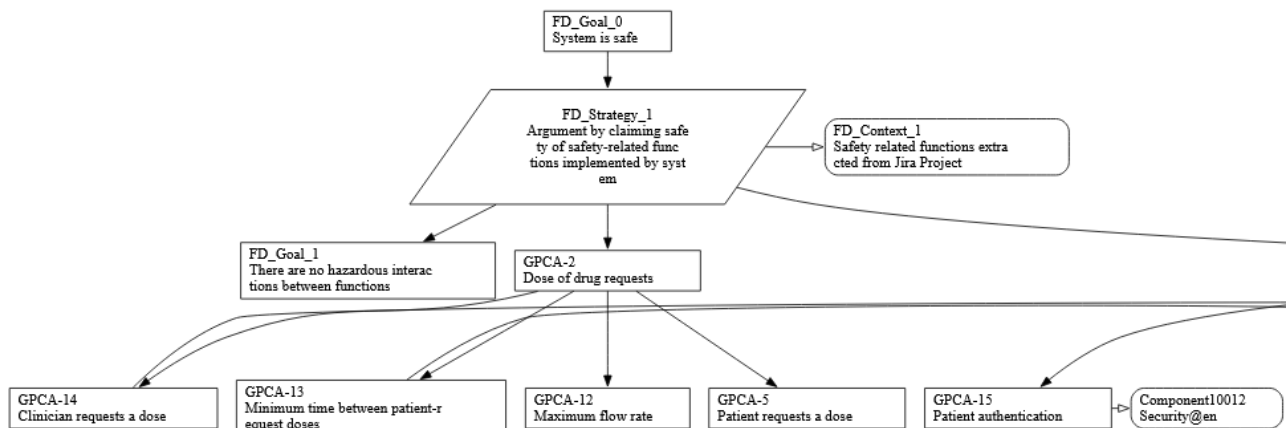 FD_Goal_0
System is safe
FD_Strategy_1
Argument by claiming safe
ty of safety-related func
tions implemented by syst
em
FD_Context_1
Safety related functions extra
cted from Jira Project
FD_Goal_1
There are no hazardous interac
tions between functions
GPCA-2
Dose of drug requests
GPCA-14
Clinician requests a dose
GPCA-13
Minimum time between patient-r
equest doses
GPCA-12
Maximum flow rate
GPCA-5
Patient requests a dose
GPCA-15
Patient authentication
Component10012
Security@en